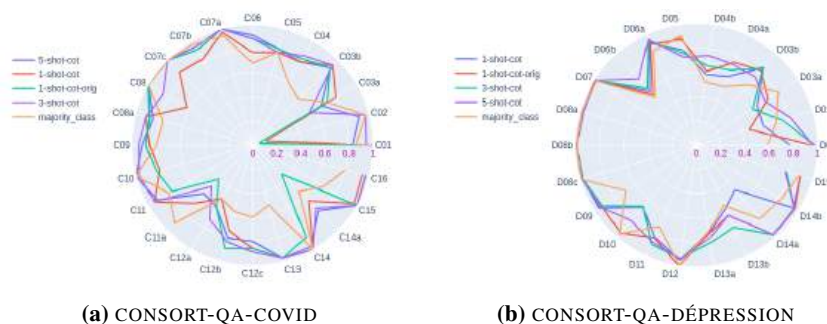 5-shot-cot
1-shot-cot
1-shot-cot-orig
3-shot-cot
majority_class
C07a
C06
C05
C04
C03b
C03a
C02
C01
C16
C15
C14a
C14
C13
C12c
C12b
C12a
C11a
C11
C10
C09
C08a
C08
C07c
C07b
0 0.2 0.4 0.6 0.8 1
1-shot-cot
1-shot-cot-orig
3-shot-cot
5-shot-cot
majority_class
D06a
D05
D04b
D04a
D03b
D03a
D14b
D14a
D13b
D13a
D12
D11
D10
D09
D08c
D08b
D08a
D07
D06b
0 0.2 0.4 0.6 0.8 1
(a) CONSORT-QA-COVID
(b) CONSORT-QA-DÉPRESSION